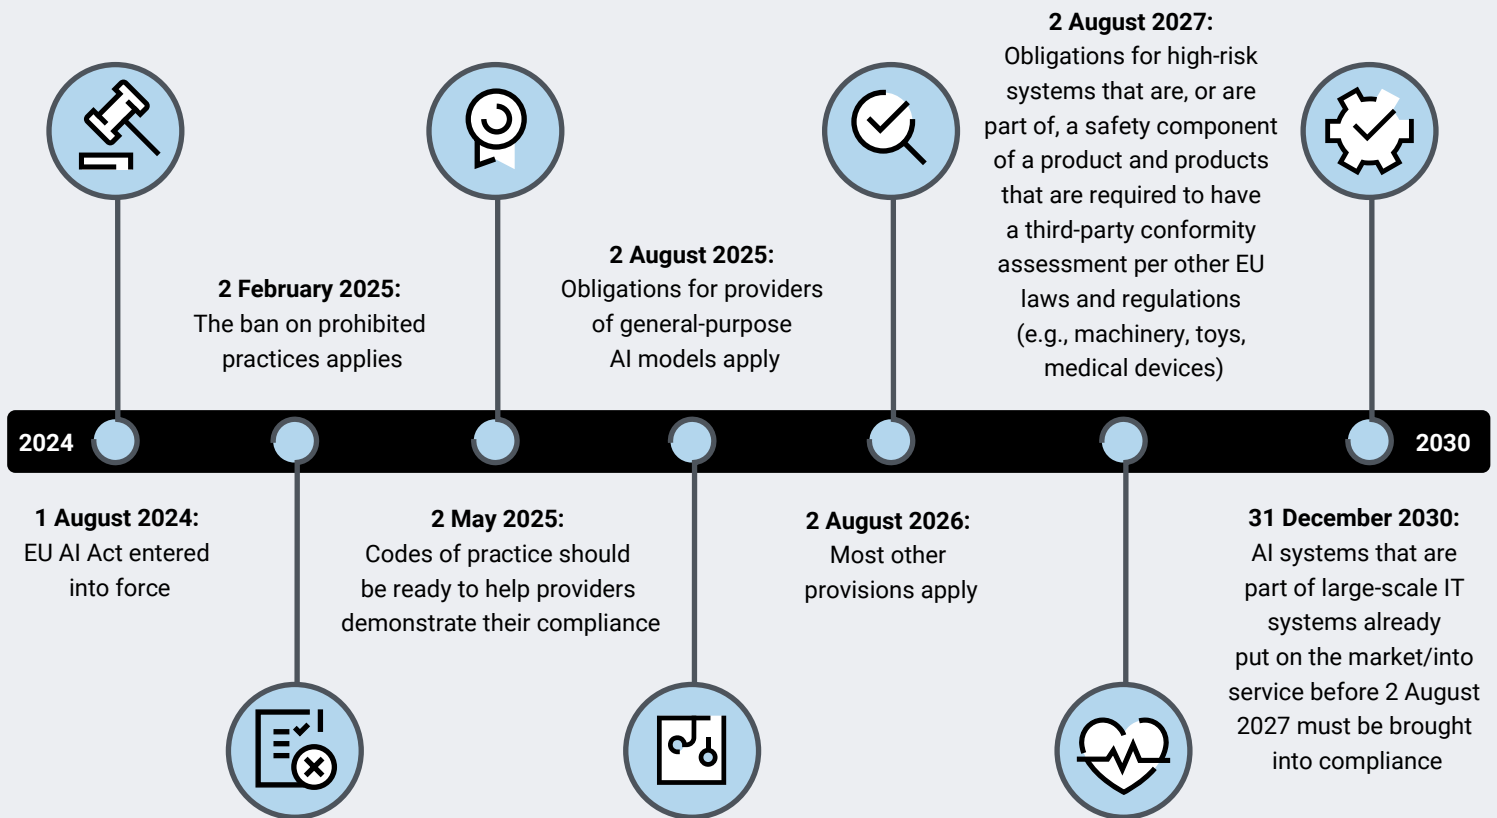 2024
1 August 2024:
EU AI Act entered
into force
2 February 2025:
The ban on prohibited
practices applies
2 May 2025:
Codes of practice should
be ready to help providers
demonstrate their compliance
2 August 2025:
Obligations for providers
of general-purpose
AI models apply
2 August 2026:
Most other
provisions apply
2 August 2027:
Obligations for high-risk
systems that are, or are
part of, a safety component
of a product and products
that are required to have
a third-party conformity
assessment per other EU
laws and regulations
(e.g., machinery, toys,
medical devices)
31 December 2030:
AI systems that are
part of large-scale IT
systems already
put on the market/into
service before 2 August
2027 must be brought
into compliance
2030